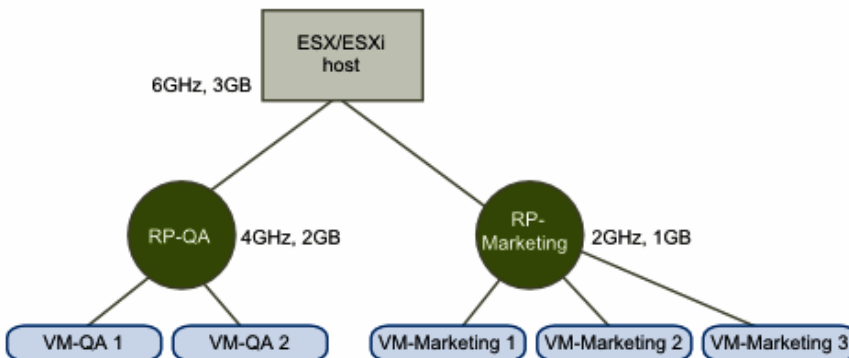 ESX/ESXi
host
6GHz, 3GB
RP-QA
4GHz, 2GB
RP-
Marketing
2GHz, 1GB
VM-QA 1
VM-QA 2
VM-Marketing 1
VM-Marketing 2
VM-Marketing 3